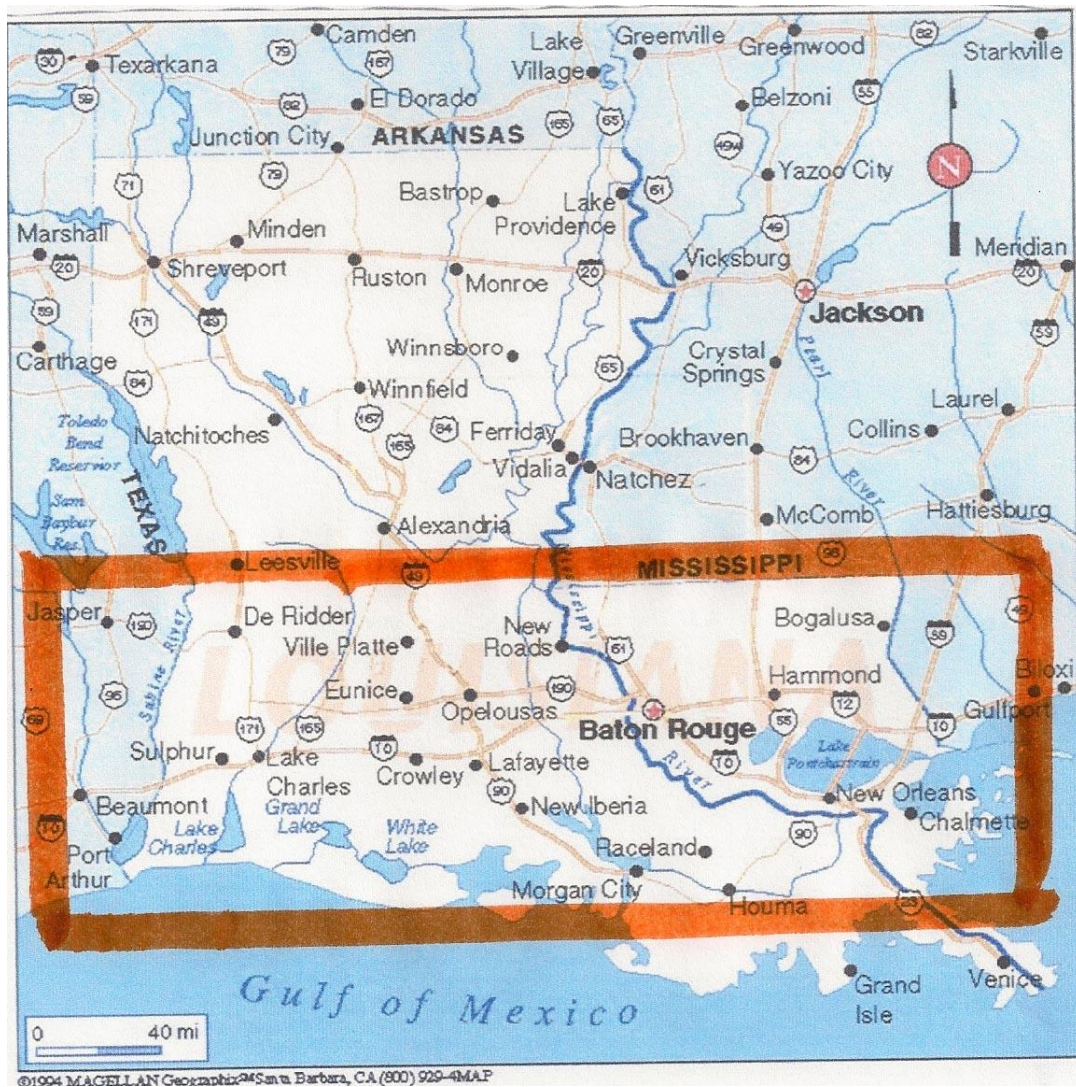 Camden
Lake
Village
Greenville
Greenwood
82
Starkville
30
Texarkana
79
167
59
82
El Dorado
165
65
Belzoni
55
Junction City
ARKANSAS
49W
71
79
Bastrop
Lake
Providence
61
Yazoo City
N
49
Marshall
Minden
Vicksburg
Meridian
20
Shreveport
Ruston
Monroe
20
20
59
171
49
Jackson
59
Carthage
Winnsboro
Crystal
Springs
Pearl
65
84
Winnfield
Laurel
Toledo
Bend
Reservior
Natchitoches
167
165
84
Ferriday
Brookhaven
Collins
Vidalia
Natchez
84
River
TEXAS
Sam
Res.
Alexandria
McComb
Hattiesburg
98
Leesville
49
Mississippi
MISSISSIPPI
Jasper
190
De Ridder
Ville Platte
New
Roads
61
Bogalusa
59
49
LOUISIANA
Sabine River
96
Eunice
Opelousas
190
Hammond
Biloxi
69
171
165
Baton Rouge
55
12
Gulfport
10
Sulphur
Lake
Charles
10
Crowley
Lafayette
River
10
Lake
Pontchartrain
Beaumont
90
New Iberia
New Orleans
Chalmette
10
Port
Arthur
Lake
Charles
Grand
Lake
White
Lake
Raceland
90
Morgan City
Houma
23
Venice
Grand
Isle
Gulf of Mexico
0 40 mi
©1994 MAGELLAN Geographix℠Santa Barbara, CA (800) 929-4MAP